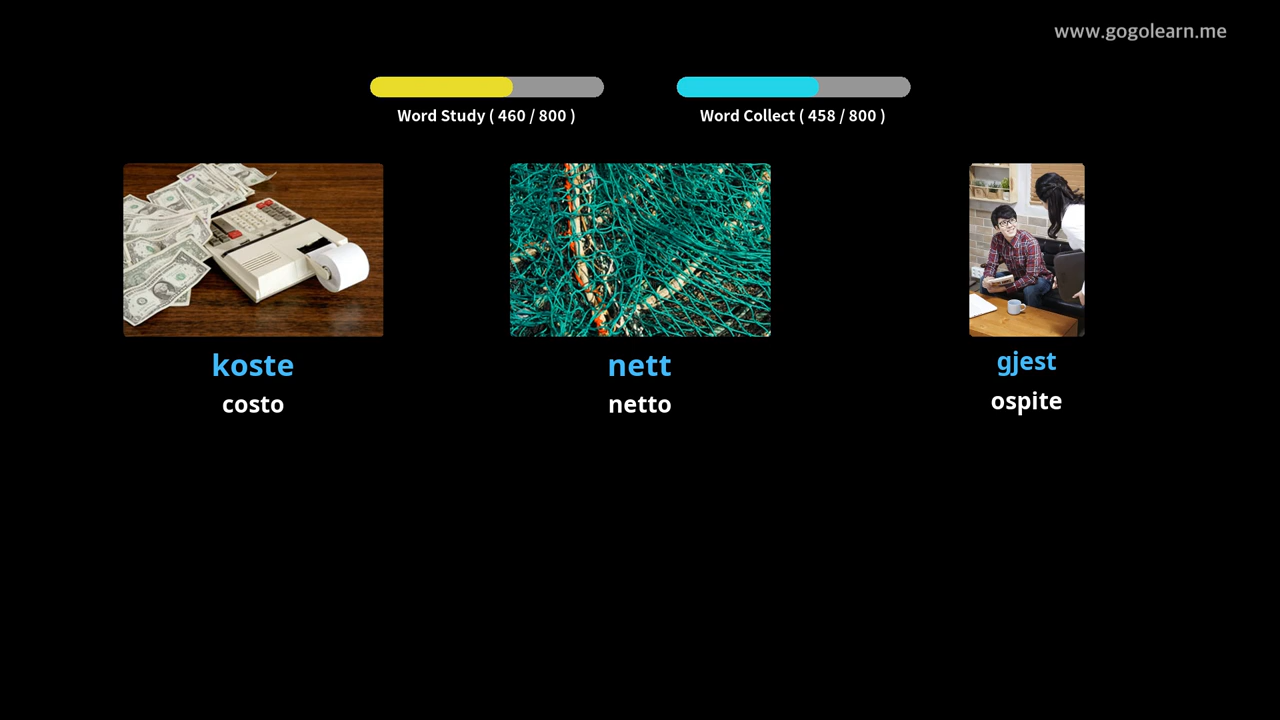 www.gogolearn.me
Word Study ( 460 / 800 )
Word Collect ( 458 / 800 )
koste
costo
nett
netto
gjest
ospite